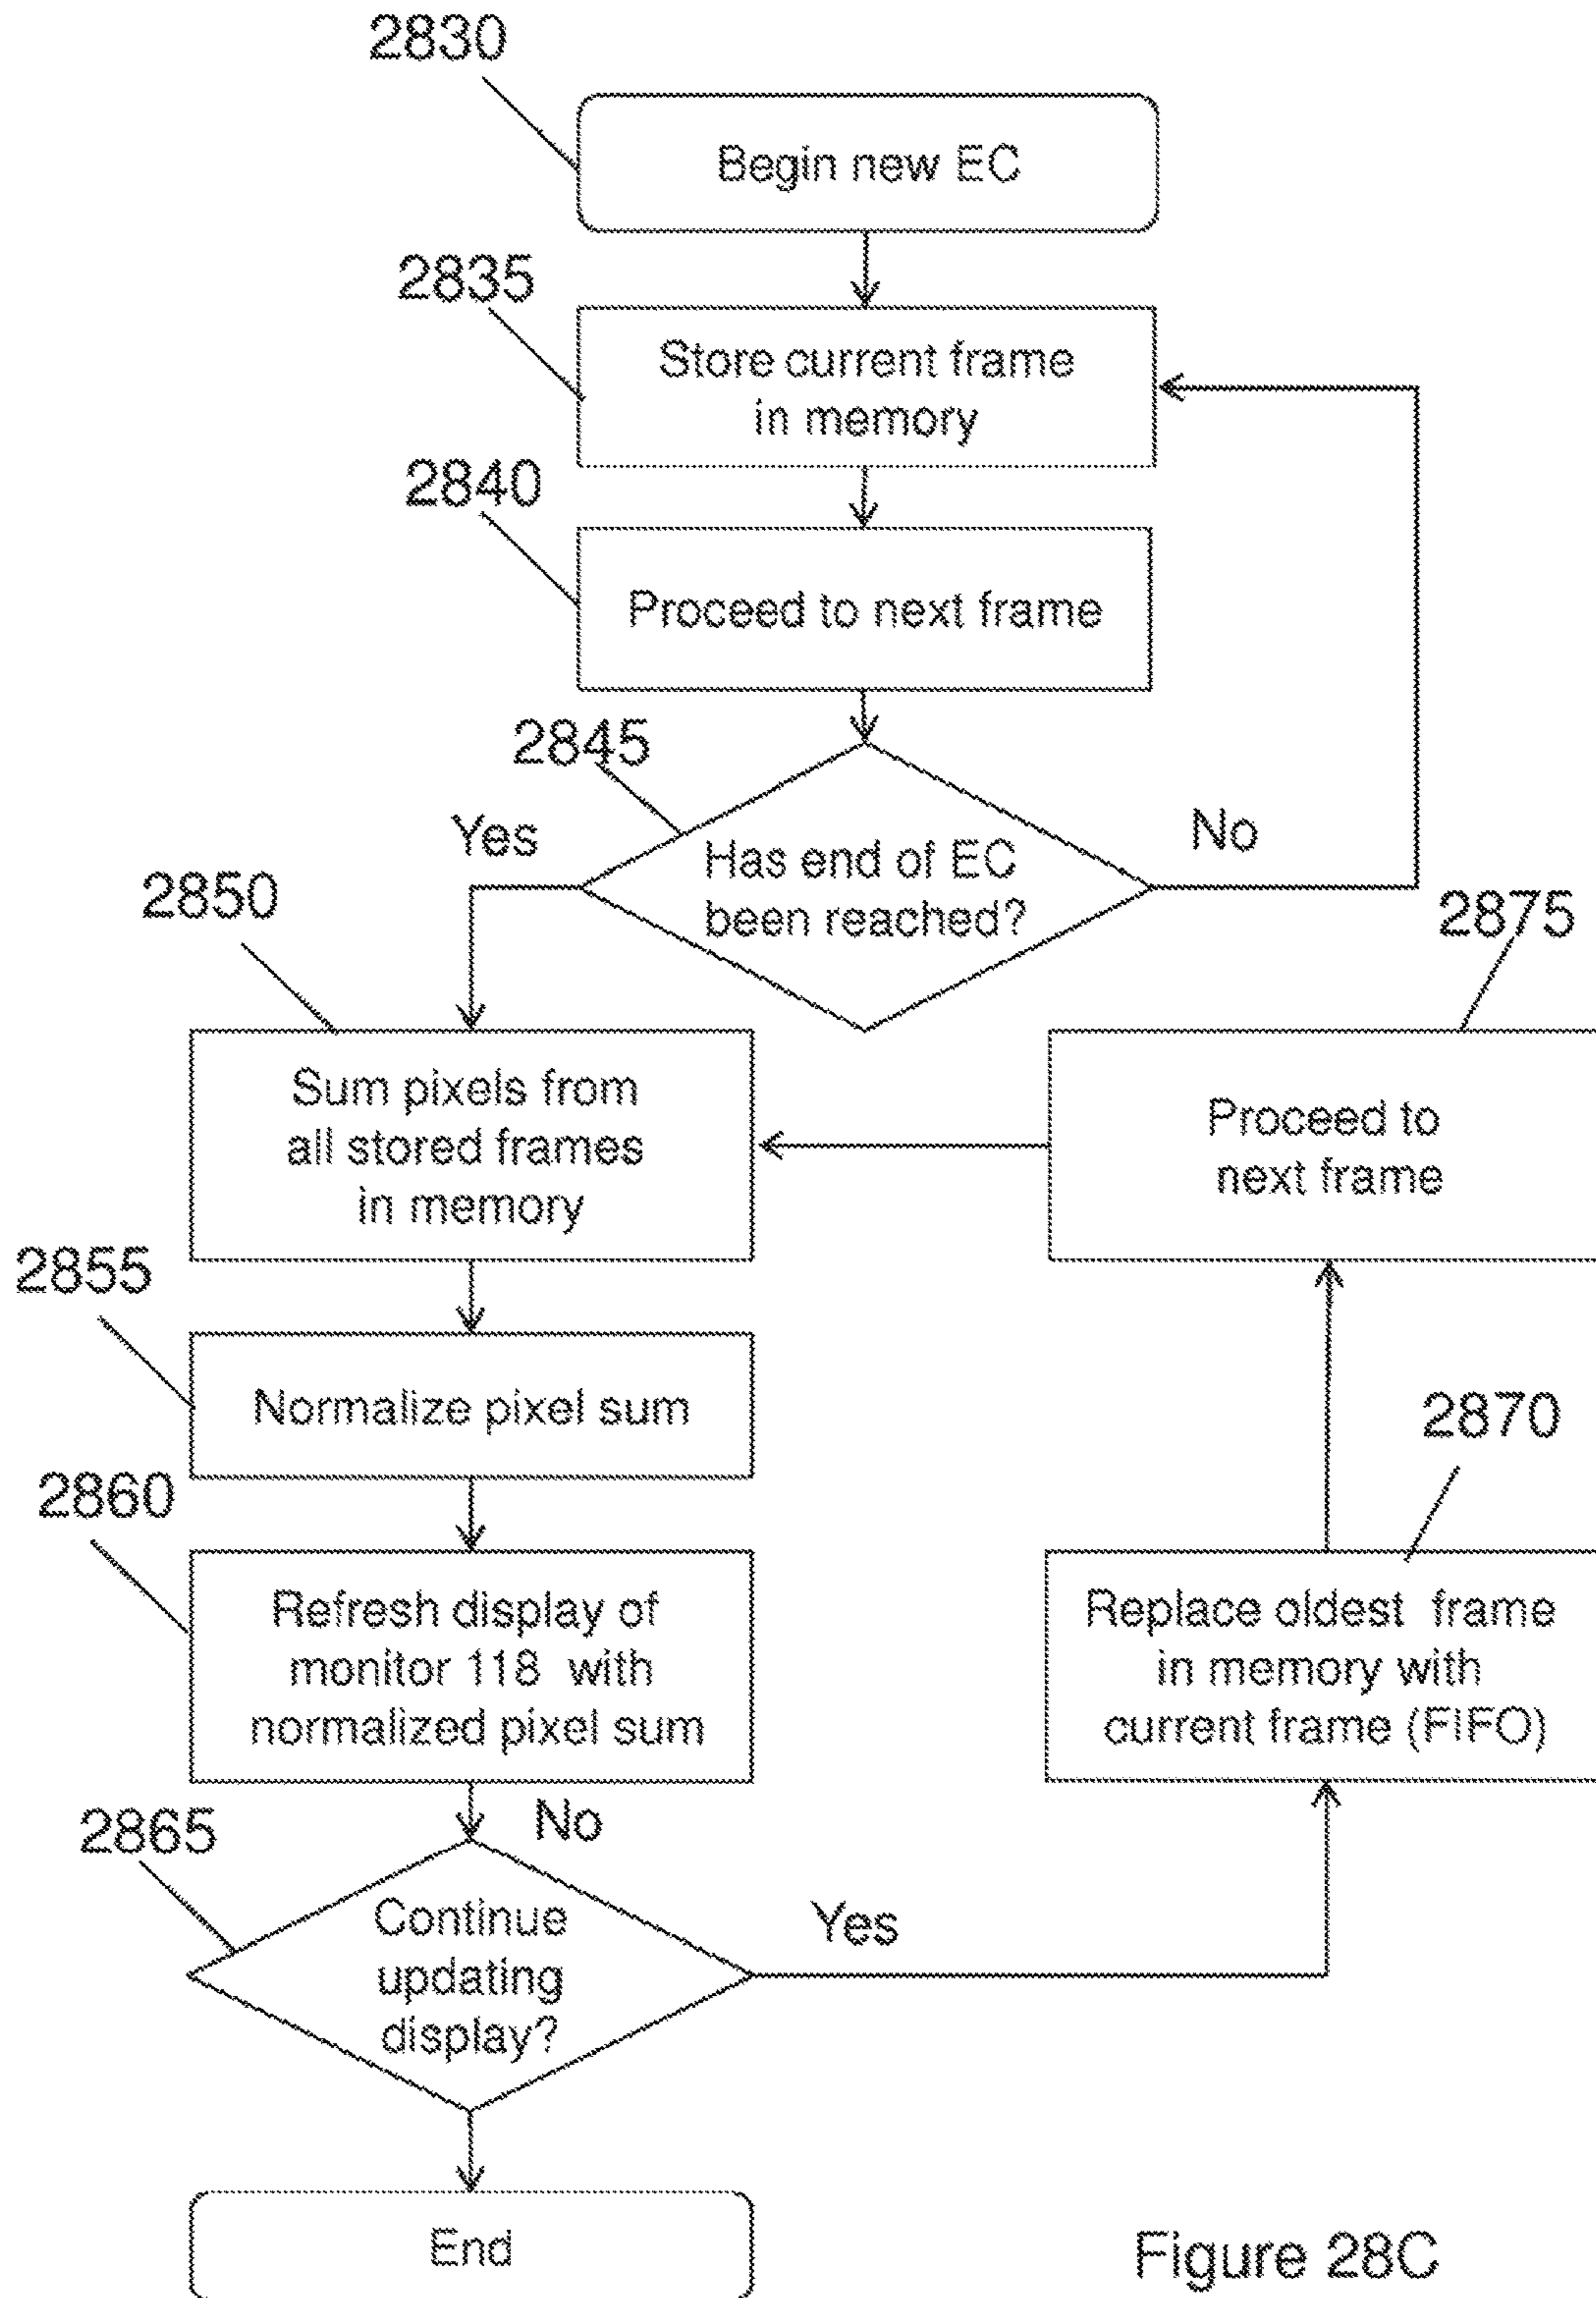 2830
Begin new EC
2835
Store current frame
in memory
2840
Proceed to next frame
2845
Yes
No
Has end of EC
been reached?
2850
2875
Sum pixels from
all stored frames
in memory
Proceed to
next frame
2855
Normalize pixel sum
2870
2860
Refresh display of
monitor 118 with
normalized pixel sum
Replace oldest frame
in memory with
current frame (FIFO)
2865
No
Continue
updating
display?
Yes
End
Figure 28C